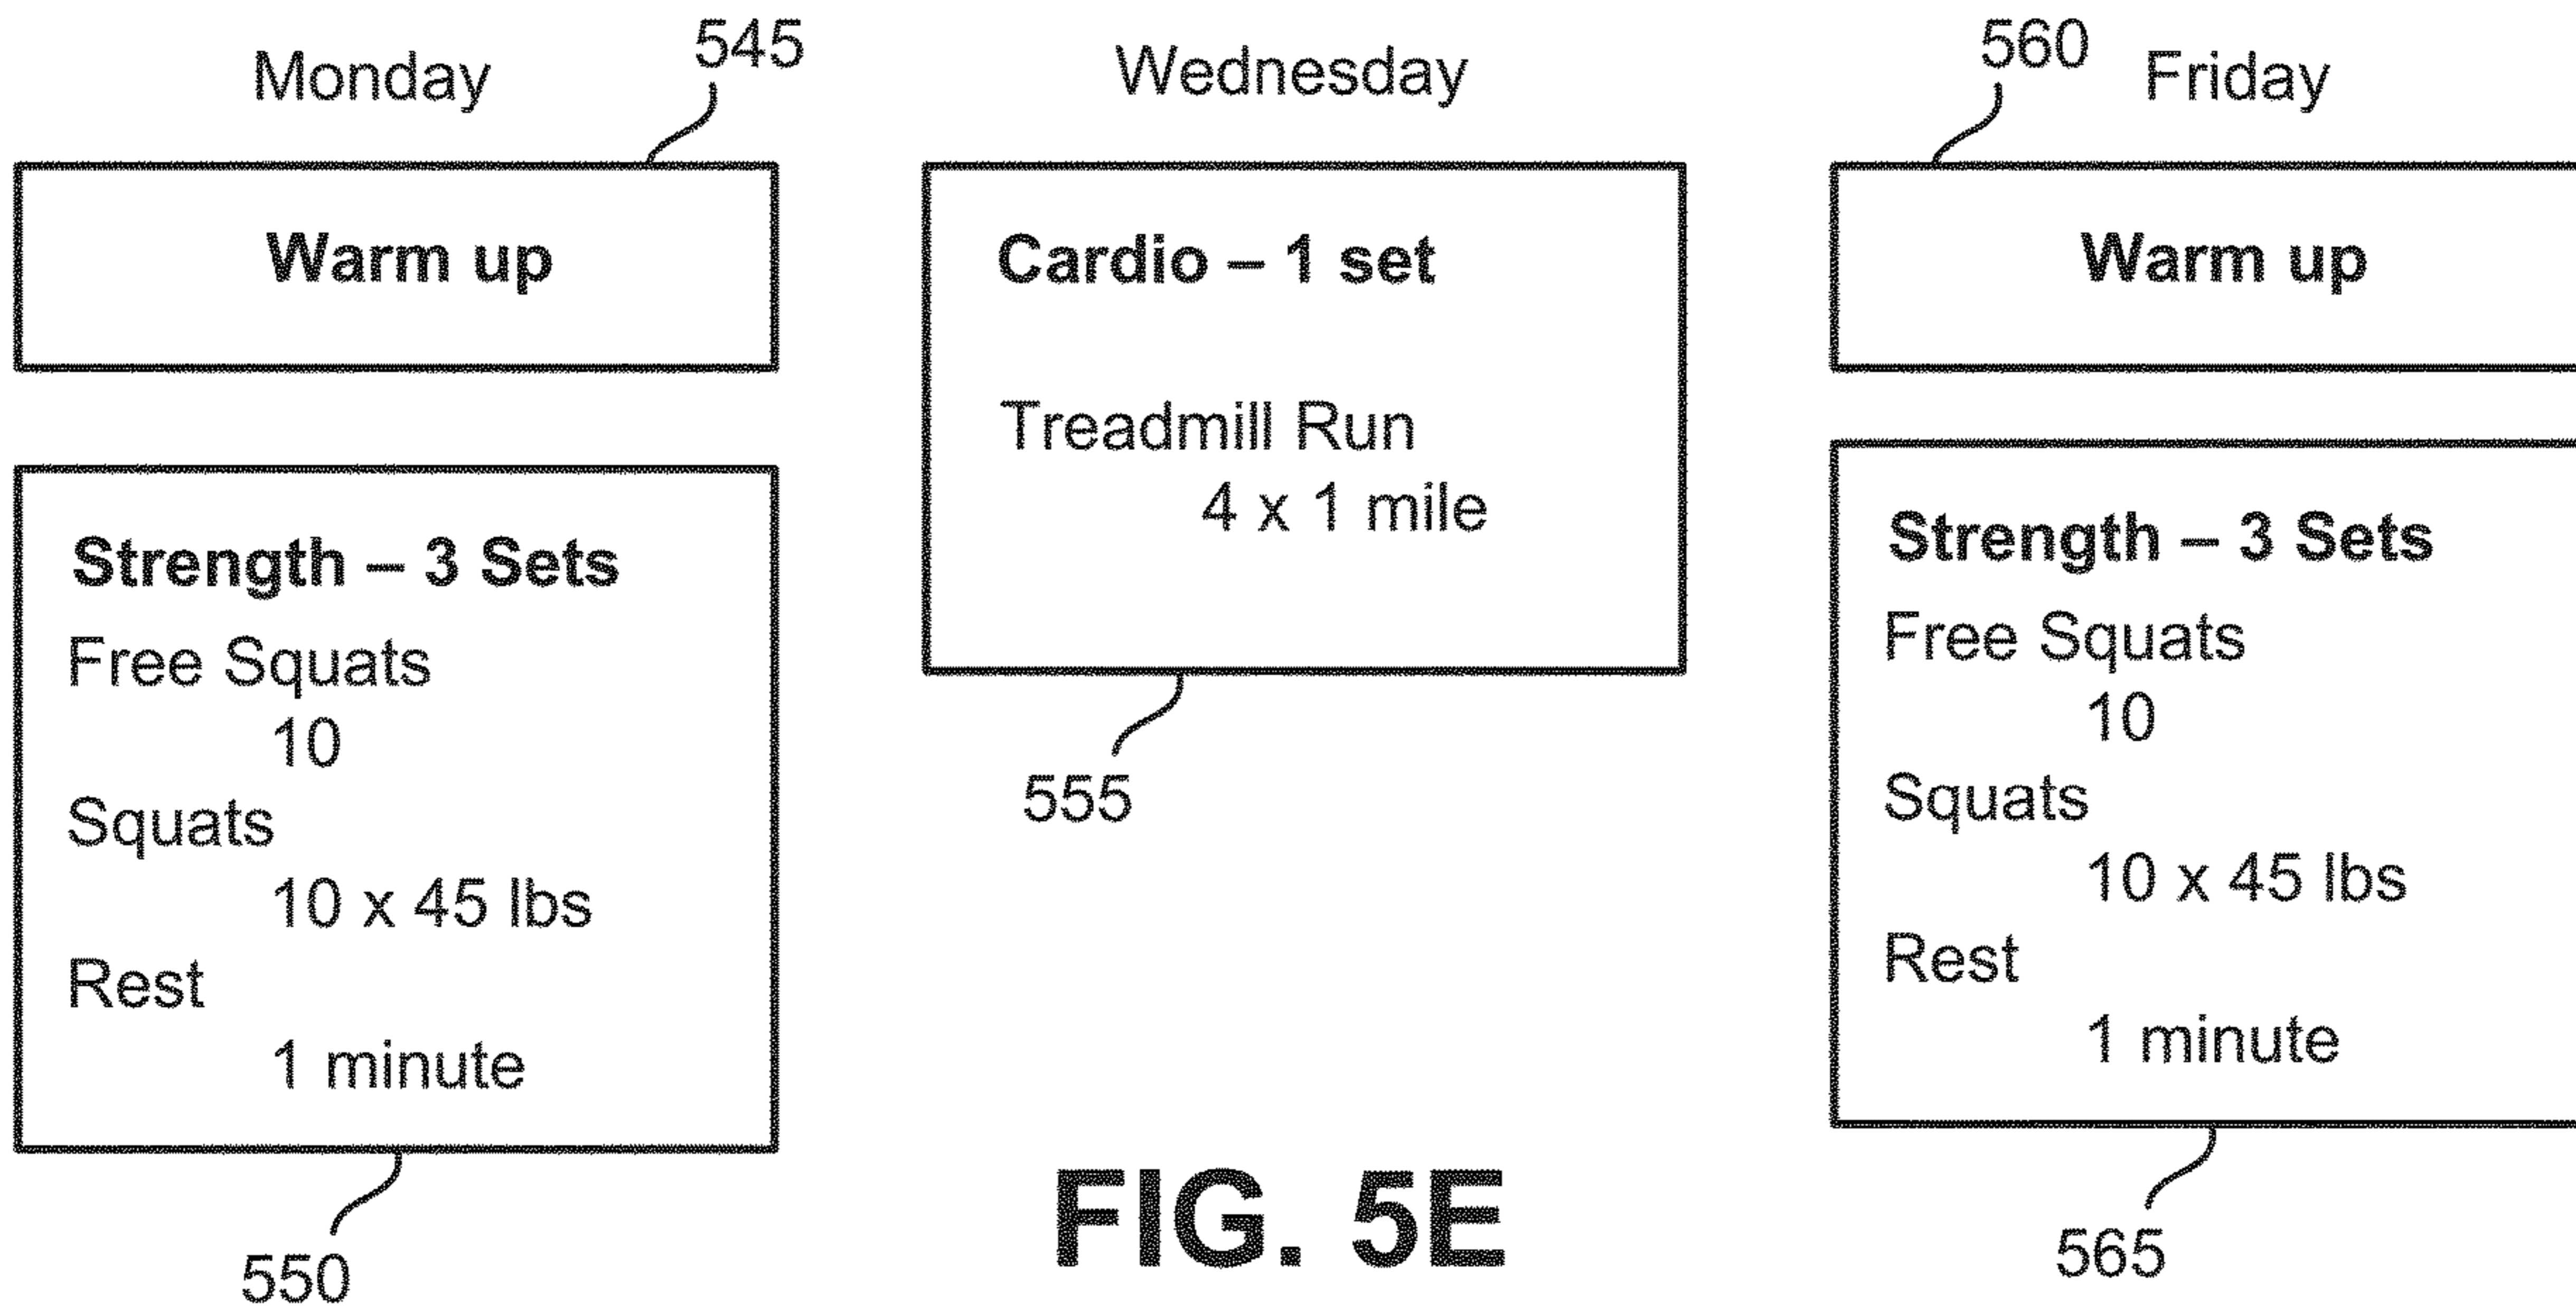 Monday
545
Warm up
Strength – 3 Sets
Free Squats
10
Squats
10 x 45 lbs
Rest
1 minute
550
Wednesday
Cardio – 1 set
Treadmill Run
4 x 1 mile
555
560
Friday
Warm up
Strength – 3 Sets
Free Squats
10
Squats
10 x 45 lbs
Rest
1 minute
565
FIG. 5E